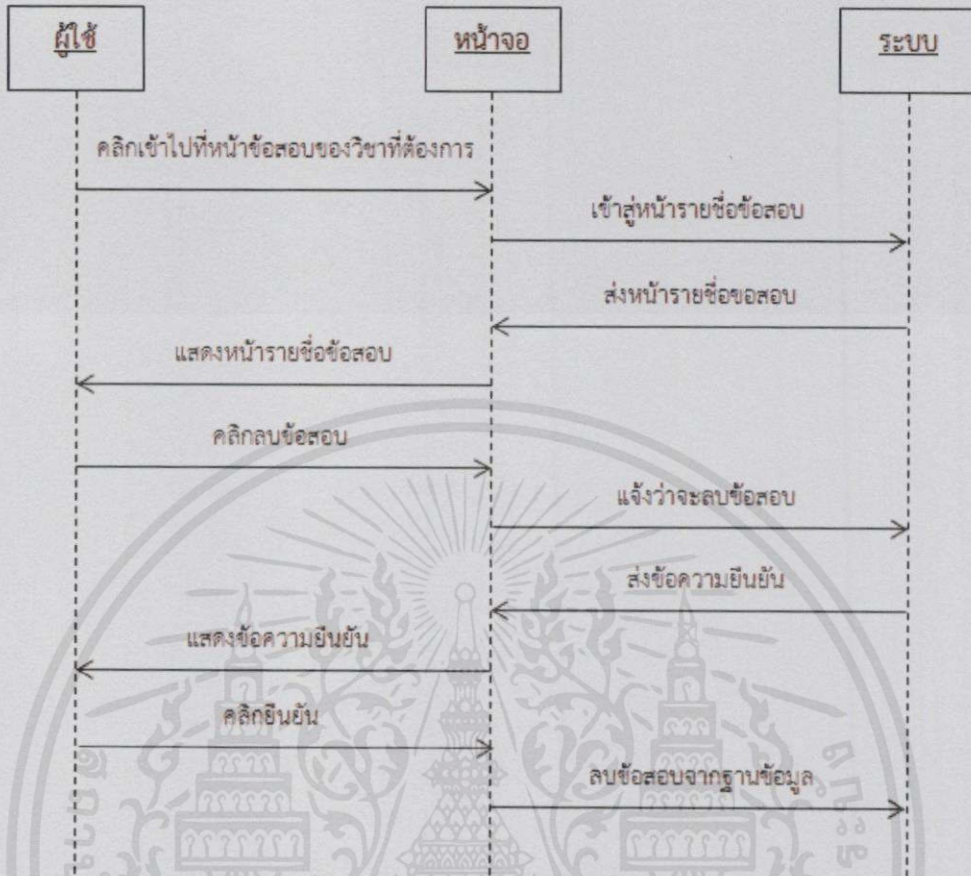 ผู้ใช้
หน้าจอ
ระบบ
คลิกเข้าไปที่หน้าข้อสอบของวิชาที่ต้องการ
เข้าสู่หน้ารายชื่อข้อสอบ
ส่งหน้ารายชื่อขอสอบ
แสดงหน้ารายชื่อข้อสอบ
คลิกลบข้อสอบ
แจ้งว่าจะลบข้อสอบ
ส่งข้อความยืนยัน
แสดงข้อความยืนยัน
คลิกยืนยัน
ลบข้อสอบจากฐานข้อมูล